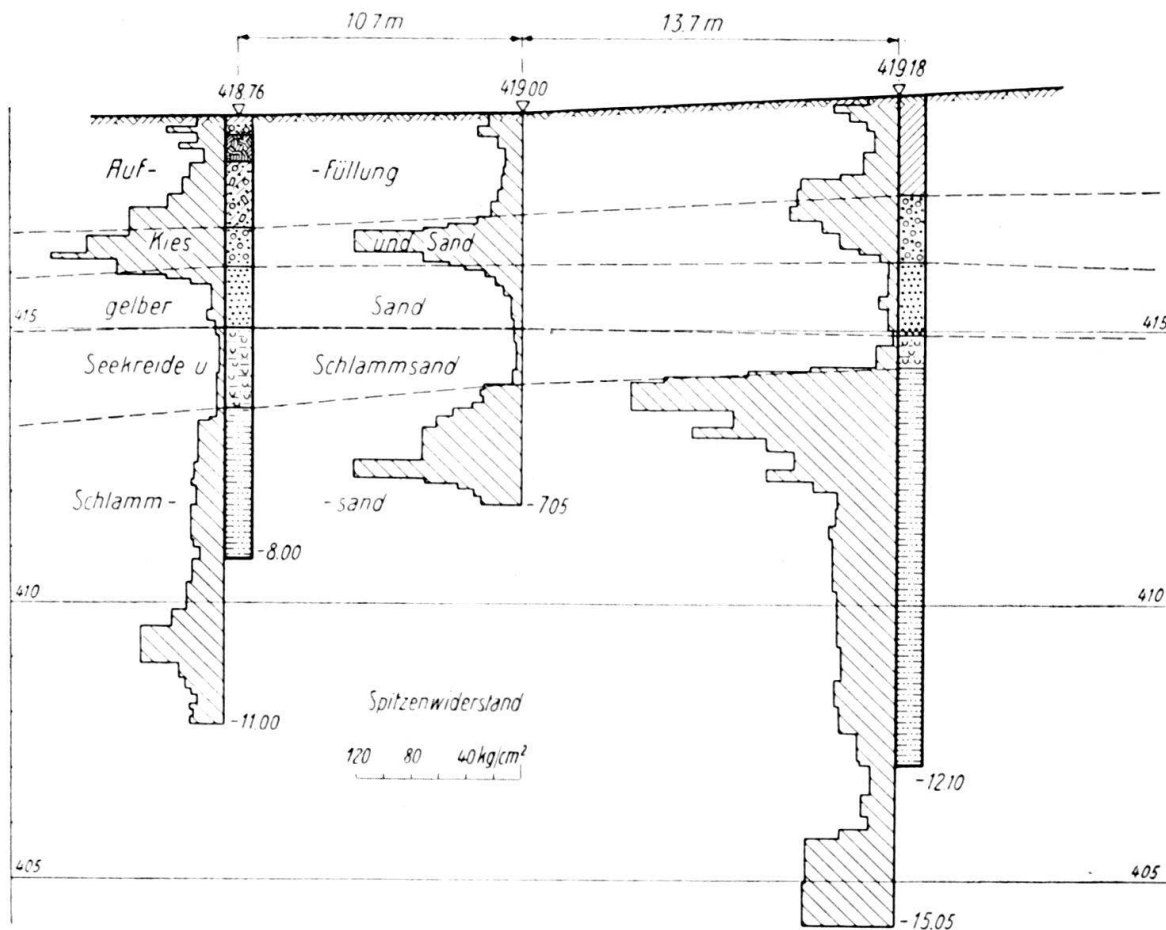 10.7 m 13.7 m
418.76 419.00 419.18
Auf- -Füllung
Kies und Sand
gelber Sand
415 415
Seekreide u Schlammsand
Schlamm- -sand
-7.05
-8.00
410 410
-11.00
Spitzenwiderstand
120 80 40 kg/cm²
-12.10
405 405
-15.05